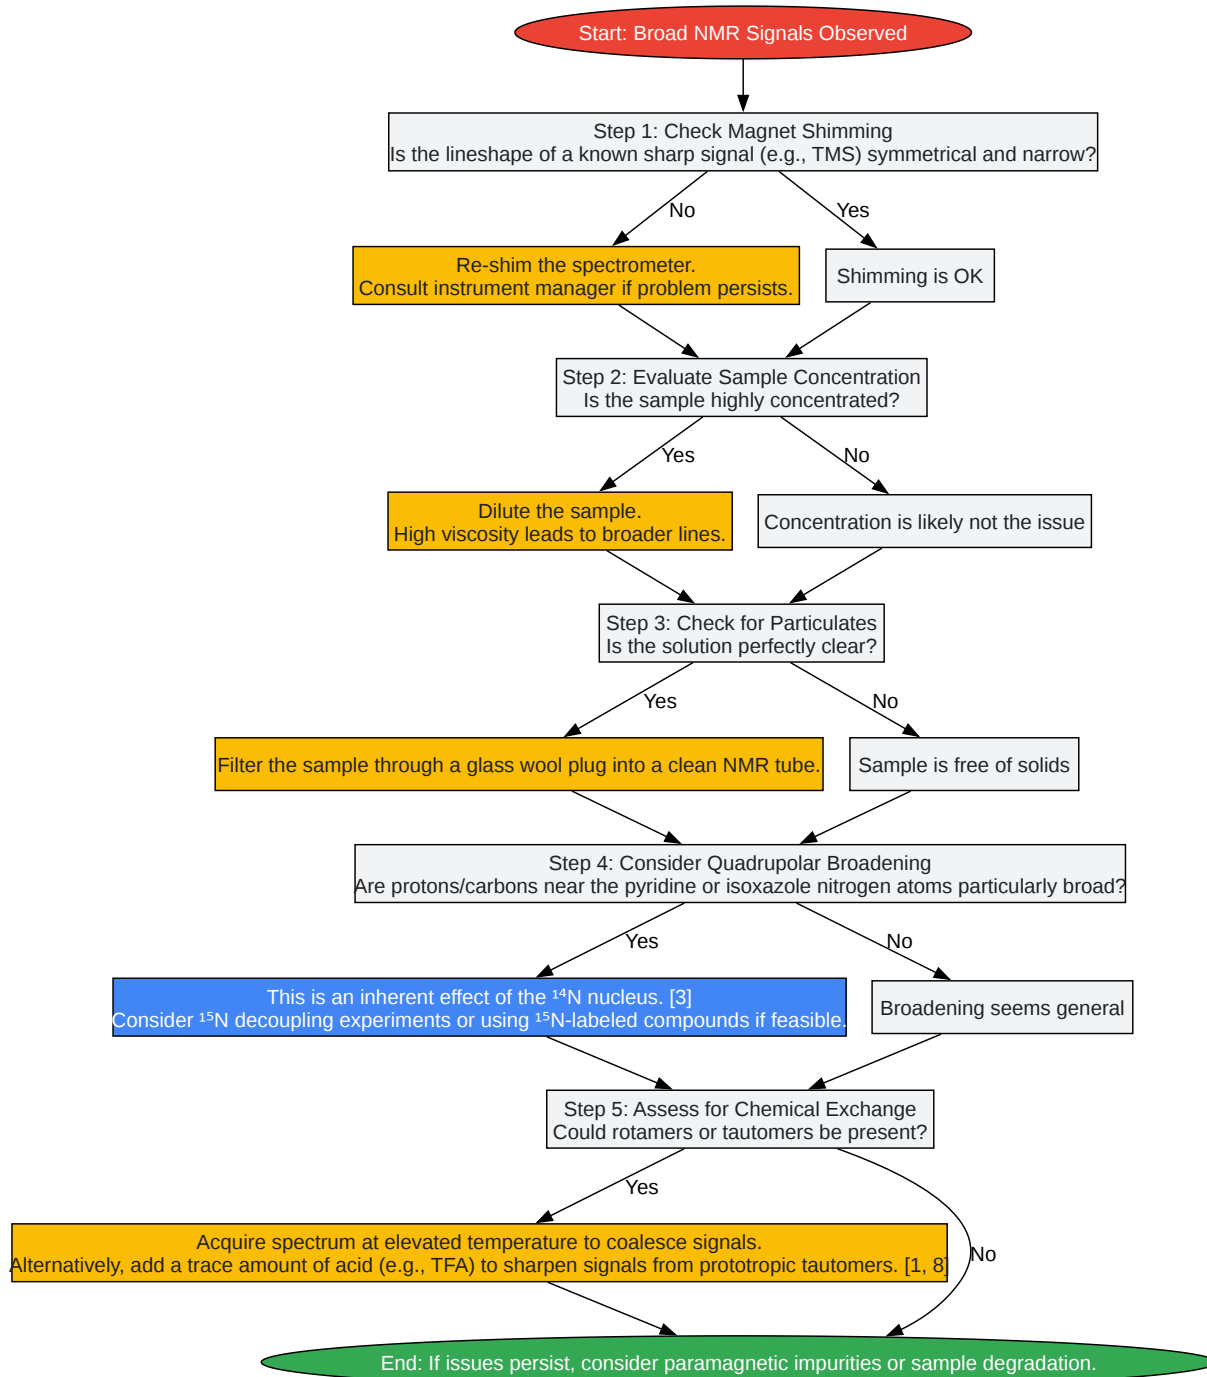 Start: Broad NMR Signals Observed
Step 1: Check Magnet Shimming
Is the lineshape of a known sharp signal (e.g., TMS) symmetrical and narrow?
No
Yes
Re-shim the spectrometer.
Consult instrument manager if problem persists.
Shimming is OK
Step 2: Evaluate Sample Concentration
Is the sample highly concentrated?
Yes
No
Dilute the sample.
High viscosity leads to broader lines.
Concentration is likely not the issue
Step 3: Check for Particulates
Is the solution perfectly clear?
Yes
No
Filter the sample through a glass wool plug into a clean NMR tube.
Sample is free of solids
Step 4: Consider Quadrupolar Broadening
Are protons/carbons near the pyridine or isoxazole nitrogen atoms particularly broad?
Yes
No
This is an inherent effect of the ¹⁴N nucleus. [3]
Consider ¹⁵N decoupling experiments or using ¹⁵N-labeled compounds if feasible.
Broadening seems general
Step 5: Assess for Chemical Exchange
Could rotamers or tautomers be present?
Yes
No
Acquire spectrum at elevated temperature to coalesce signals.
Alternatively, add a trace amount of acid (e.g., TFA) to sharpen signals from prototropic tautomers. [1, 8]
End: If issues persist, consider paramagnetic impurities or sample degradation.